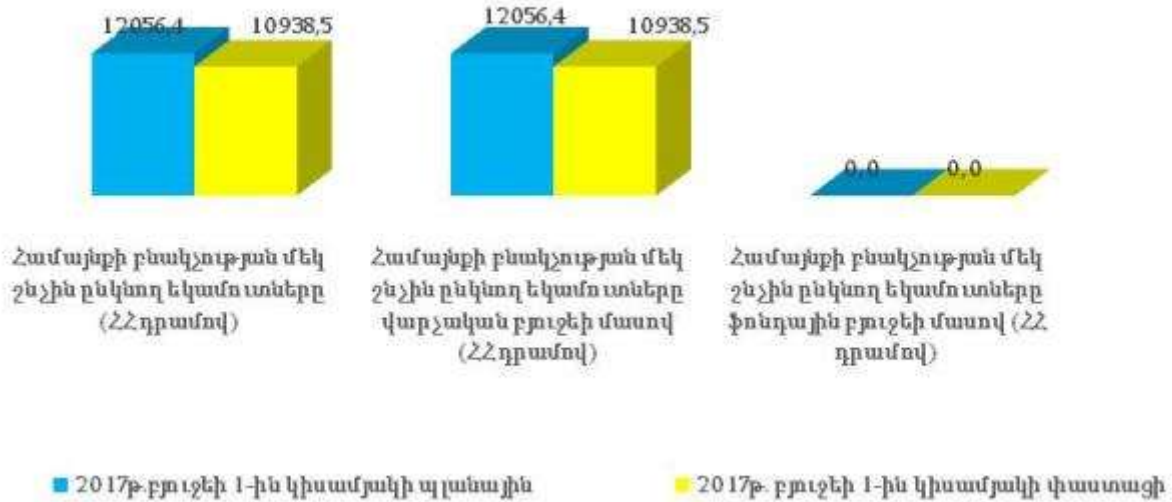 12056,4 10938,5 12056,4 10938,5
0,0 0,0
Համայնքի բնակչության մեկ
շնչին ընկնող եկամուտները
(ՀՀ դրամով)
Համայնքի բնակչության մեկ
շնչին ընկնող եկամուտները
վարչական բյուջեի մասով
(ՀՀ դրամով)
Համայնքի բնակչության մեկ
շնչին ընկնող եկամուտները
ֆոնդային բյուջեի մասով (ՀՀ
դրամով)
2017թ.բյուջեի 1-ին կիսամյակի պլանային
2017թ. բյուջեի 1-ին կիսամյակի փաստացի